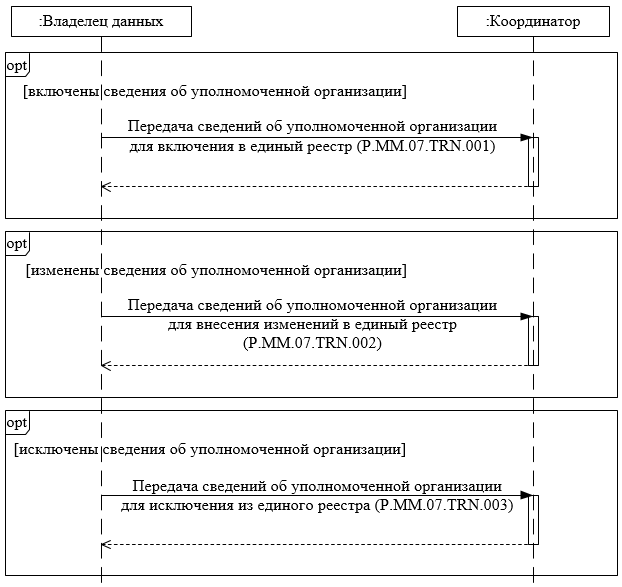 :Владелец данных
:Координатор
opt
[включены сведения об уполномоченной организации]
Передача сведений об уполномоченной организации
для включения в единый реестр (P.MM.07.TRN.001)
opt
[изменены сведения об уполномоченной организации]
Передача сведений об уполномоченной организации
для внесения изменений в единый реестр
(P.MM.07.TRN.002)
opt
[исключены сведения об уполномоченной организации]
Передача сведений об уполномоченной организации
для исключения из единого реестра (P.MM.07.TRN.003)